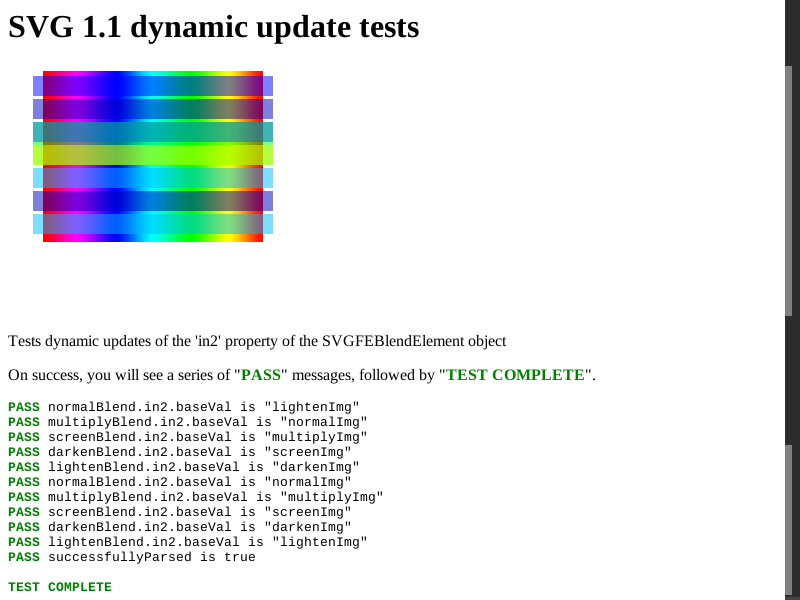 SVG 1.1 dynamic update tests
Tests dynamic updates of the 'in2' property of the SVGFEBlendElement object
On success, you will see a series of "PASS" messages, followed by "TEST COMPLETE".
PASS normalBlend.in2.baseVal is "lightenImg"
PASS multiplyBlend.in2.baseVal is "normalImg"
PASS screenBlend.in2.baseVal is "multiplyImg"
PASS darkenBlend.in2.baseVal is "screenImg"
PASS lightenBlend.in2.baseVal is "darkenImg"
PASS normalBlend.in2.baseVal is "normalImg"
PASS multiplyBlend.in2.baseVal is "multiplyImg"
PASS screenBlend.in2.baseVal is "screenImg"
PASS darkenBlend.in2.baseVal is "darkenImg"
PASS lightenBlend.in2.baseVal is "lightenImg"
PASS successfullyParsed is true
TEST COMPLETE